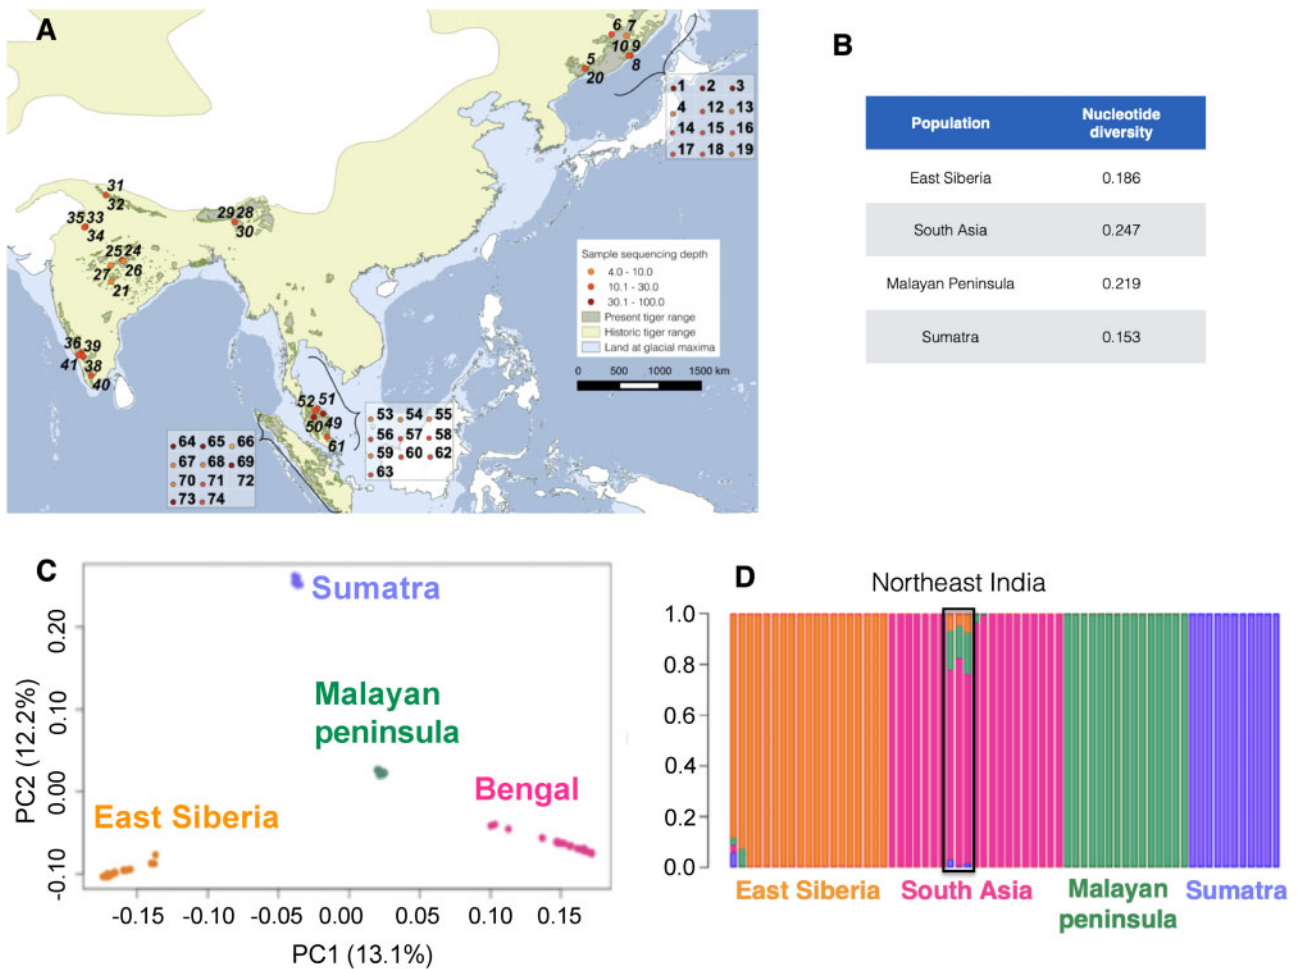 A
6 7
10 9
5 8
20
1 2 3
4 12 13
14 15 16
17 18 19
31
32
35 33
34
29 28
30
25 24
27 26
21
36 39
41 38
40
Sample sequencing depth
4.0 - 10.0
10.1 - 30.0
30.1 - 100.0
Present tiger range
Historic tiger range
Land at glacial maxima
0 500 1000 1500 km
52 51
50 49
61
53 54 55
56 57 58
59 60 62
63
64 65 66
67 68 69
70 71 72
73 74
B
Population Nucleotide
diversity
East Siberia 0.186
South Asia 0.247
Malayan Peninsula 0.219
Sumatra 0.153
C
Sumatra
Malayan
peninsula
Bengal
East Siberia
PC2 (12.2%)
0.20
0.10
0.00
-0.10
-0.15 -0.10 -0.05 0.00 0.05 0.10 0.15
PC1 (13.1%)
D
Northeast India
1.0
0.8
0.6
0.4
0.2
0.0
East Siberia South Asia Malayan
peninsula Sumatra